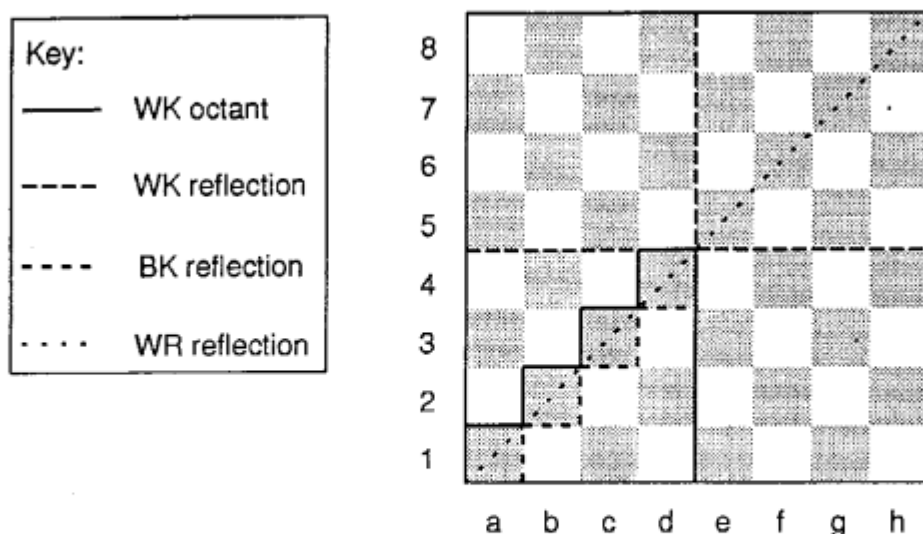 Key:
WK octant
WK reflection
BK reflection
WR reflection
8
7
6
5
4
3
2
1
a b c d e f g h